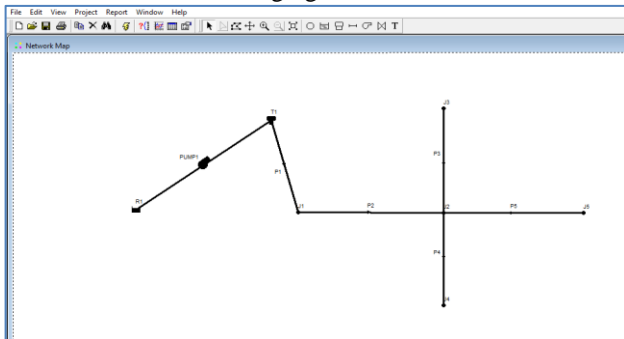 File Edit View Project Report Window Help
T
Network Map
J3
T1
PUMP1
P3
P1
R1
J1
P2
J2
P5
P4
J4